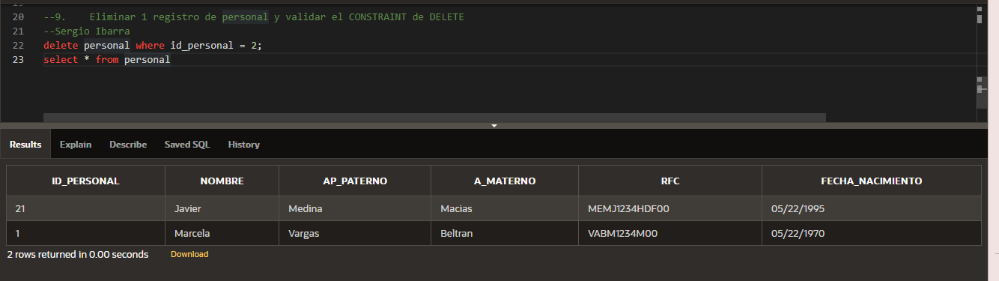 20 --9. Eliminar 1 registro de personal y validar el CONSTRAINT de DELETE
21 --Sergio Ibarra
22 delete personal where id_personal = 2;
23 select * from personal
Results Explain Describe Saved SQL History
ID_PERSONAL NOMBRE AP_PATERNO A_MATERNO RFC FECHA_NACIMIENTO
21 Javier Medina Macias MEMJ1234HDF00 05/22/1995
1 Marcela Vargas Beltran VABM1234M00 05/22/1970
2 rows returned in 0.00 seconds Download